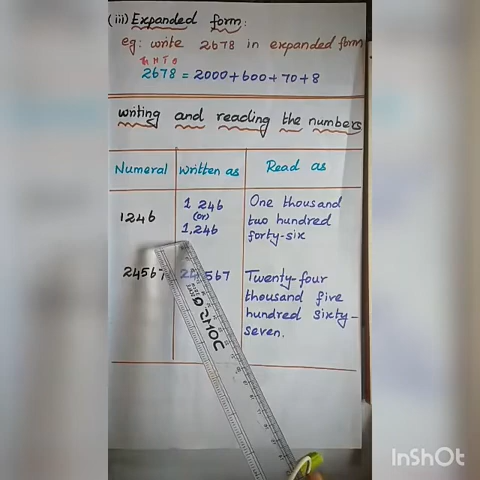 (iii) Expanded form:
eg: write 2678 in expanded form
Th H T O
2678 = 2000+600+70+8
writing and reading the numbers
Numeral written as Read as
1246 1 246 One thousand
(or) two hundred
1,246 forty-six
24567 567 Twenty-four
thousand five
hundred sixty-
seven.
InShOt